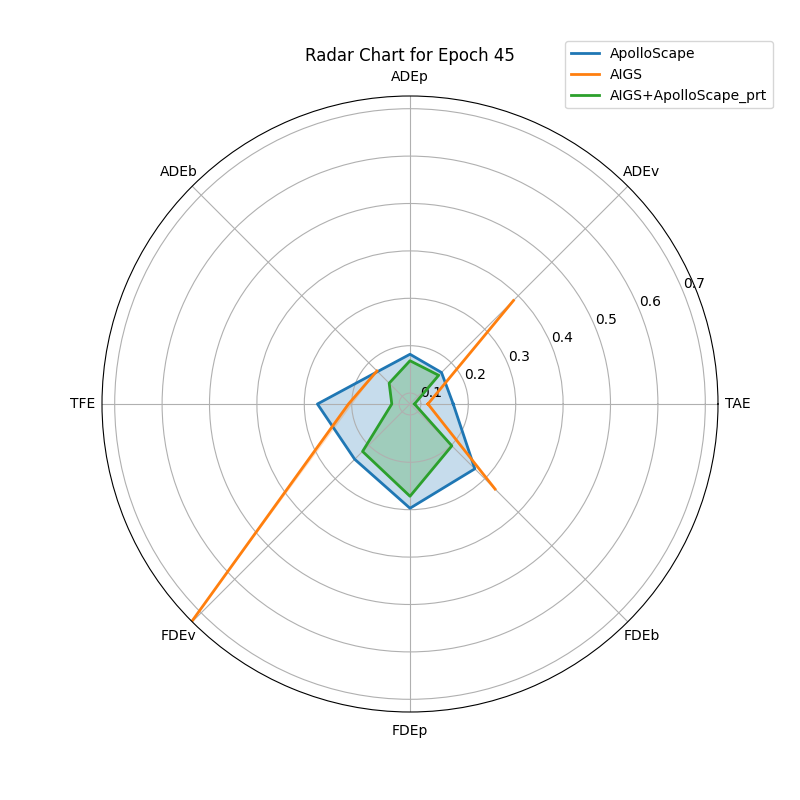 Radar Chart for Epoch 45
ApolloScape
AIGS
AIGS+ApolloScape_prt
ADEp
ADEb
ADEv
0.7
0.6
0.5
0.4
0.3
0.2
0.1
TFE
TAE
FDEv
FDEb
FDEp